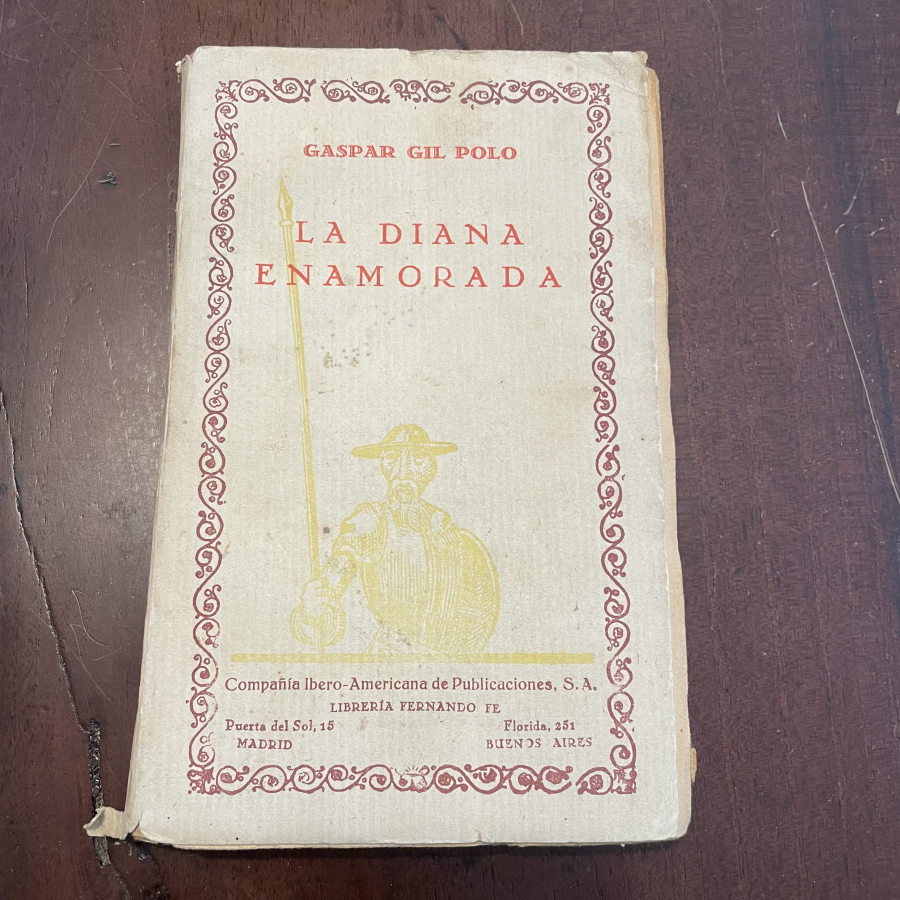 GASPAR GIL POLO
LA DIANA
ENAMORADA
Compañía Ibero-Americana de Publicaciones, S. A.
LIBRERÍA FERNANDO FE
Puerta del Sol, 15
MADRID
Florida, 251
BUENOS AIRES